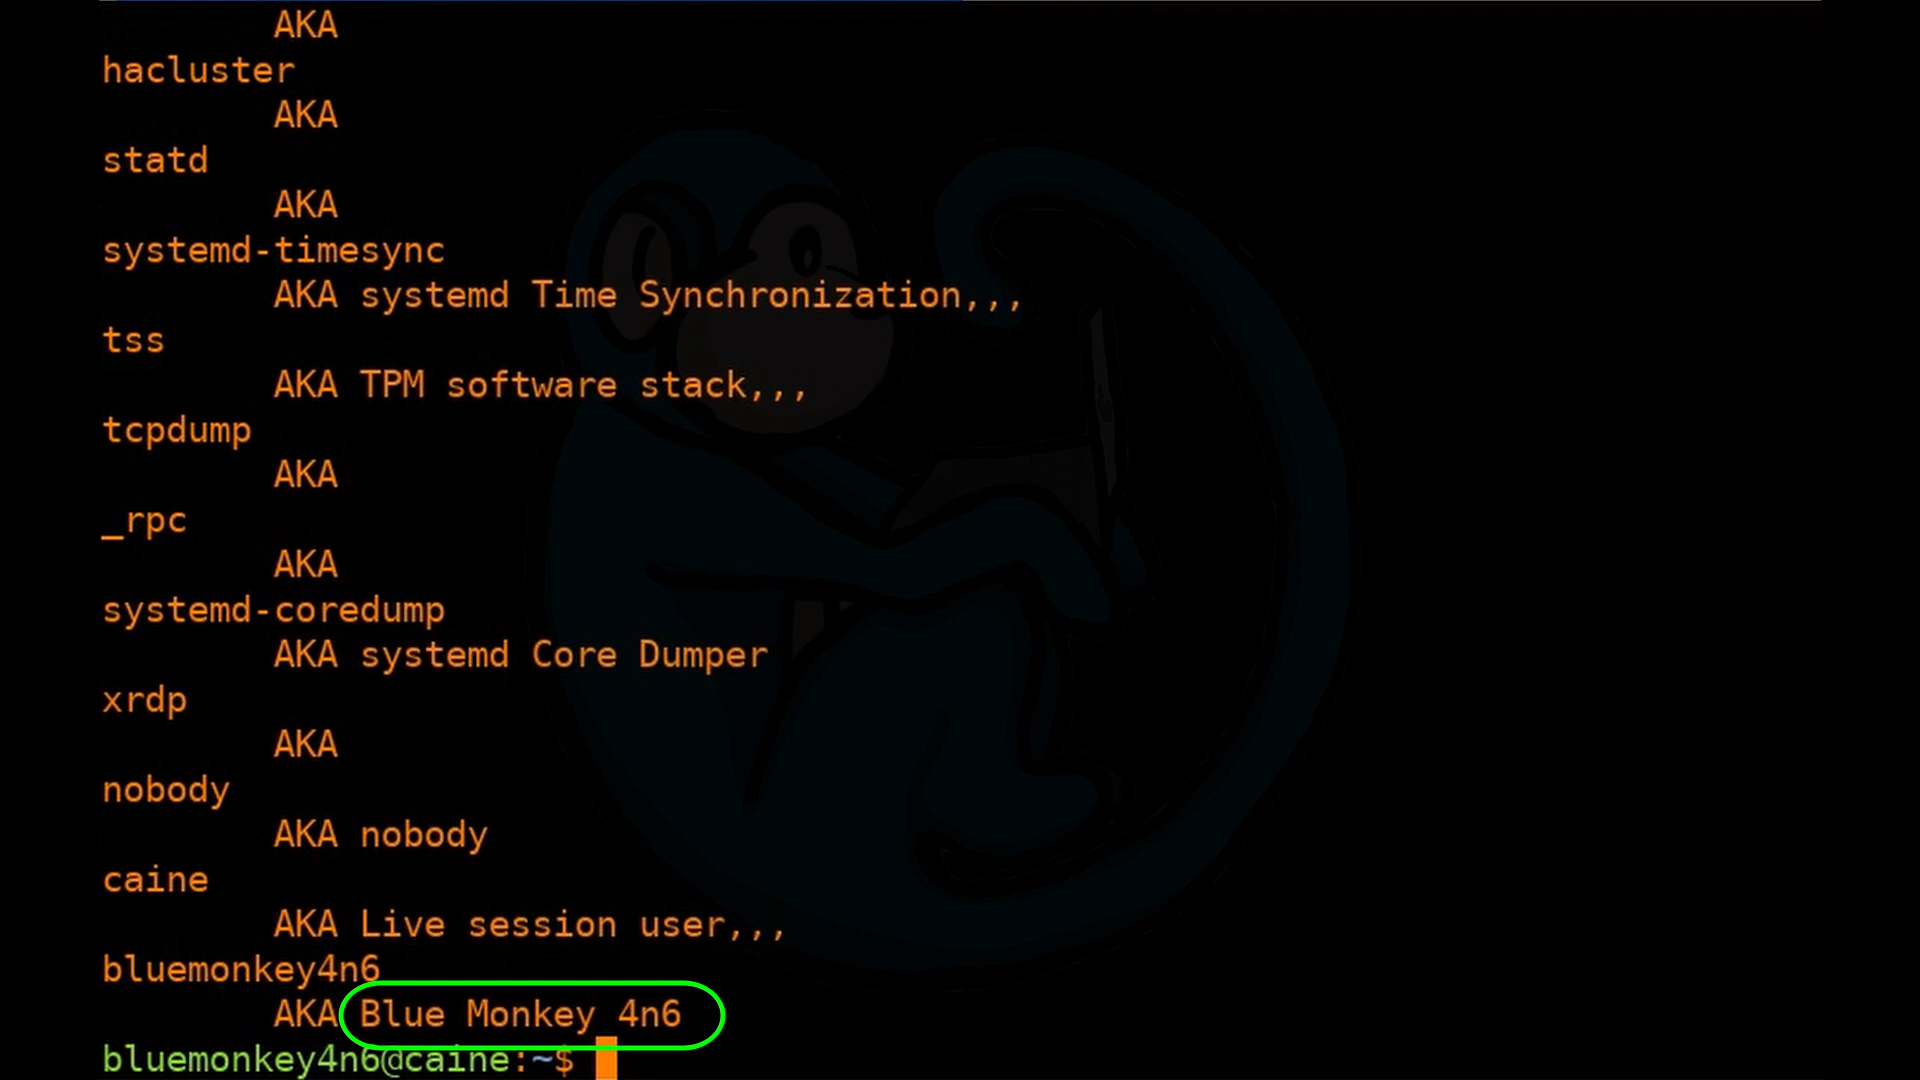 AKA
hacluster
AKA
statd
AKA
systemd-timesync
AKA systemd Time Synchronization,,,
tss
AKA TPM software stack,,,
tcpdump
AKA
_rpc
AKA
systemd-coredump
AKA systemd Core Dumper
xrdp
AKA
nobody
AKA nobody
caine
AKA Live session user,,,
bluemonkey4n6
AKA Blue Monkey 4n6
bluemonkey4n6@caine:~$